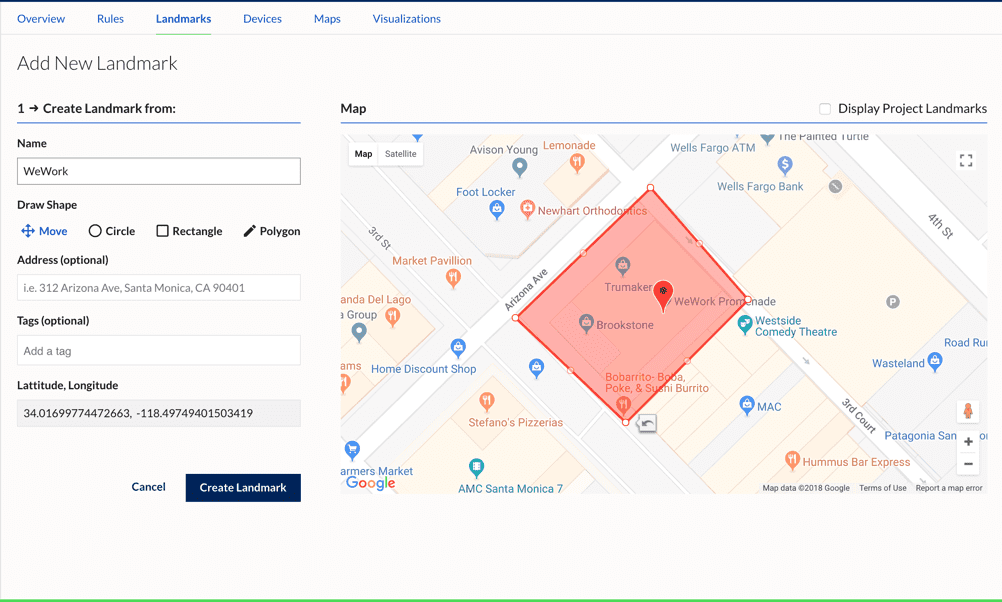 Overview Rules Landmarks Devices Maps Visualizations
Add New Landmark
1 → Create Landmark from:
Name
WeWork
Draw Shape
Move Circle Rectangle Polygon
Address (optional)
i.e. 312 Arizona Ave, Santa Monica, CA 90401
Tags (optional)
Add a tag
Lattitude, Longitude
34.01699774472663, -118.49749401503419
Cancel Create Landmark
Map
Display Project Landmarks
Map Satellite
Avison Young
Lemonade
Wells Fargo ATM
The Painted Turtle
Foot Locker
Newhart Orthodontics
Wells Fargo Bank
4th St
3rd St
Market Pavillion
Arizona Ave
Trumaker
WeWork Promenade
anda Del Lago
a Group
Brookstone
Westside
Comedy Theatre
Road Ru
Home Discount Shop
Wasteland
ams
Bobarrito- Boba,
Poke, & Sushi Burrito
MAC
Stefano's Pizzerias
3rd Court
Patagonia San
armers Market
Hummus Bar Express
AMC Santa Monica 7
P
Google
Map data ©2018 Google Terms of Use Report a map error